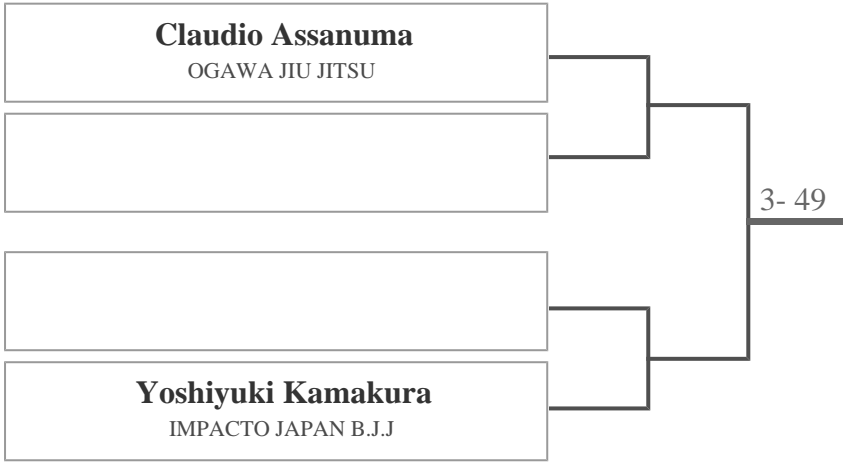 Claudio Assanuma
OGAWA JIU JITSU
3- 49
Yoshiyuki Kamakura
IMPACTO JAPAN B.J.J